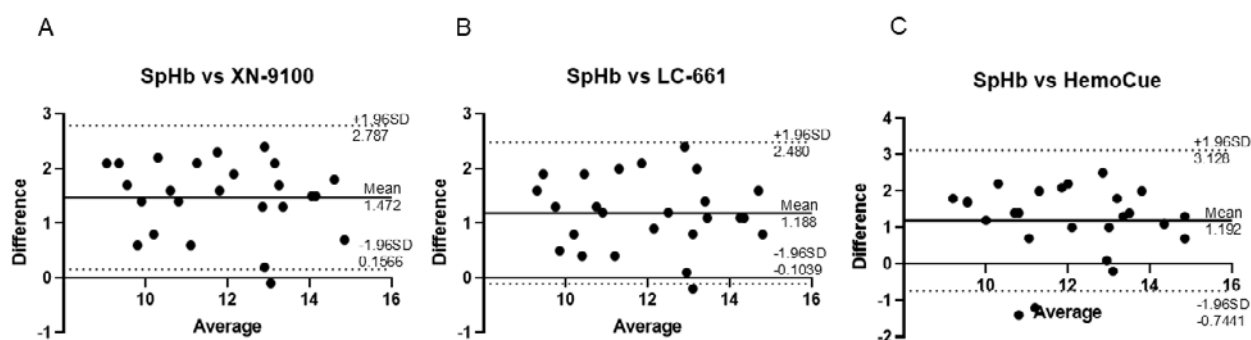 A
SpHb vs XN-9100
3
2
1
0
-1
Difference
10
12
14
16
Average
+1.96SD
2.787
Mean
1.472
-1.96SD
0.1566
B
SpHb vs LC-661
3
2
1
0
-1
Difference
10
12
14
16
Average
+1.96SD
2.480
Mean
1.188
-1.96SD
-0.1039
C
SpHb vs HemoCue
4
3
2
1
0
-1
-2
Difference
10
12
14
16
Average
+1.96SD
3.128
Mean
1.192
-1.96SD
-0.7441